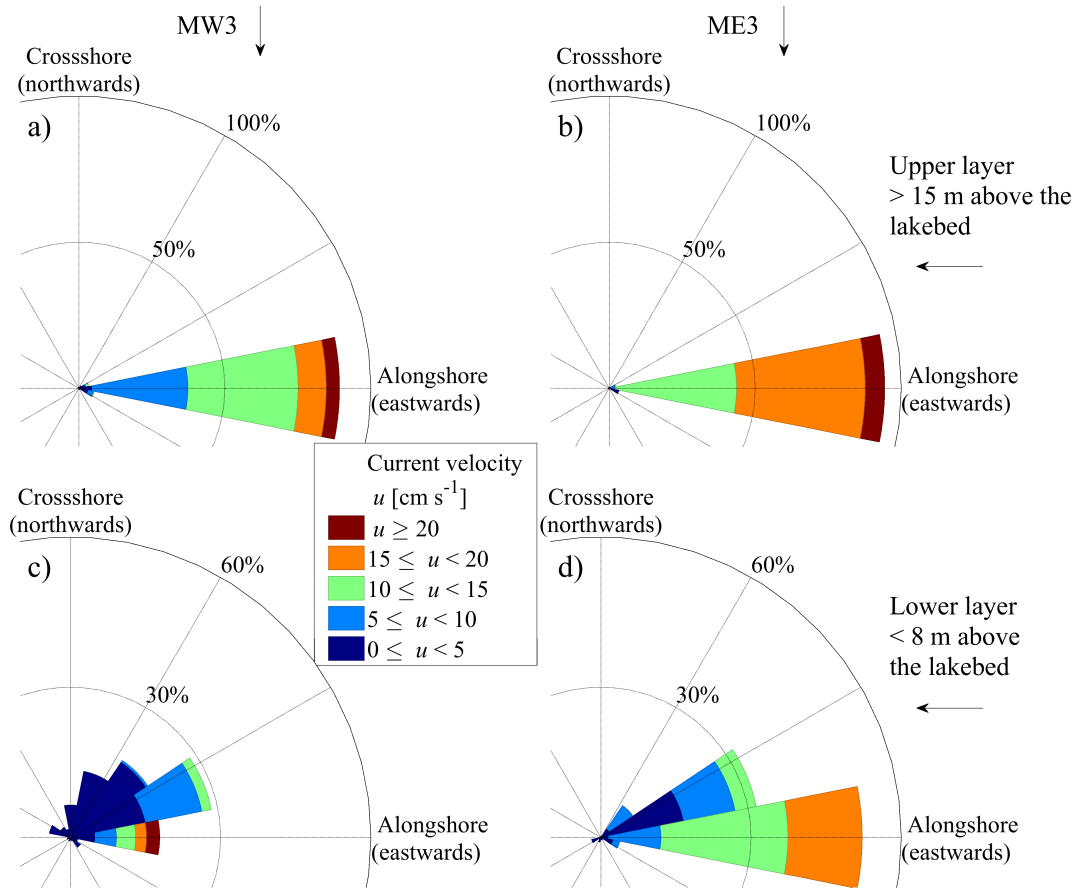 MW3
ME3
Crossshore
(northwards)
a)
100%
50%
Alongshore
(eastwards)
Crossshore
(northwards)
b)
100%
50%
Alongshore
(eastwards)
Upper layer
> 15 m above the
lakebed
Current velocity
u [cm s⁻¹]
u ≥ 20
15 ≤ u < 20
10 ≤ u < 15
5 ≤ u < 10
0 ≤ u < 5
Crossshore
(northwards)
c)
60%
30%
Alongshore
(eastwards)
Crossshore
(northwards)
d)
60%
30%
Alongshore
(eastwards)
Lower layer
< 8 m above
the lakebed